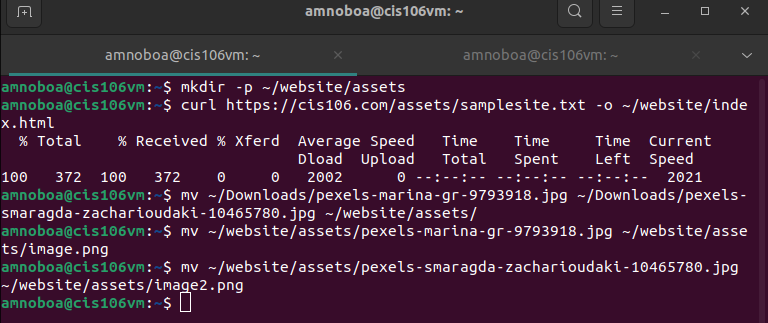 amnoboa@cis106vm: ~
amnoboa@cis106vm: ~ × amnoboa@cis106vm: ~ ×
amnoboa@cis106vm:~$ mkdir -p ~/website/assets
amnoboa@cis106vm:~$ curl https://cis106.com/assets/samplesite.txt -o ~/website/inde
x.html
  % Total    % Received % Xferd  Average Speed   Time    Time     Time  Current
                                 Dload  Upload   Total   Spent    Left  Speed
100   372  100   372    0     0   2002      0 --:--:-- --:--:-- --:--:--  2021
amnoboa@cis106vm:~$ mv ~/Downloads/pexels-marina-gr-9793918.jpg ~/Downloads/pexels-
smaragda-zacharioudaki-10465780.jpg ~/website/assets/
amnoboa@cis106vm:~$ mv ~/website/assets/pexels-marina-gr-9793918.jpg ~/website/asse
ts/image.png
amnoboa@cis106vm:~$ mv ~/website/assets/pexels-smaragda-zacharioudaki-10465780.jpg
~/website/assets/image2.png
amnoboa@cis106vm:~$